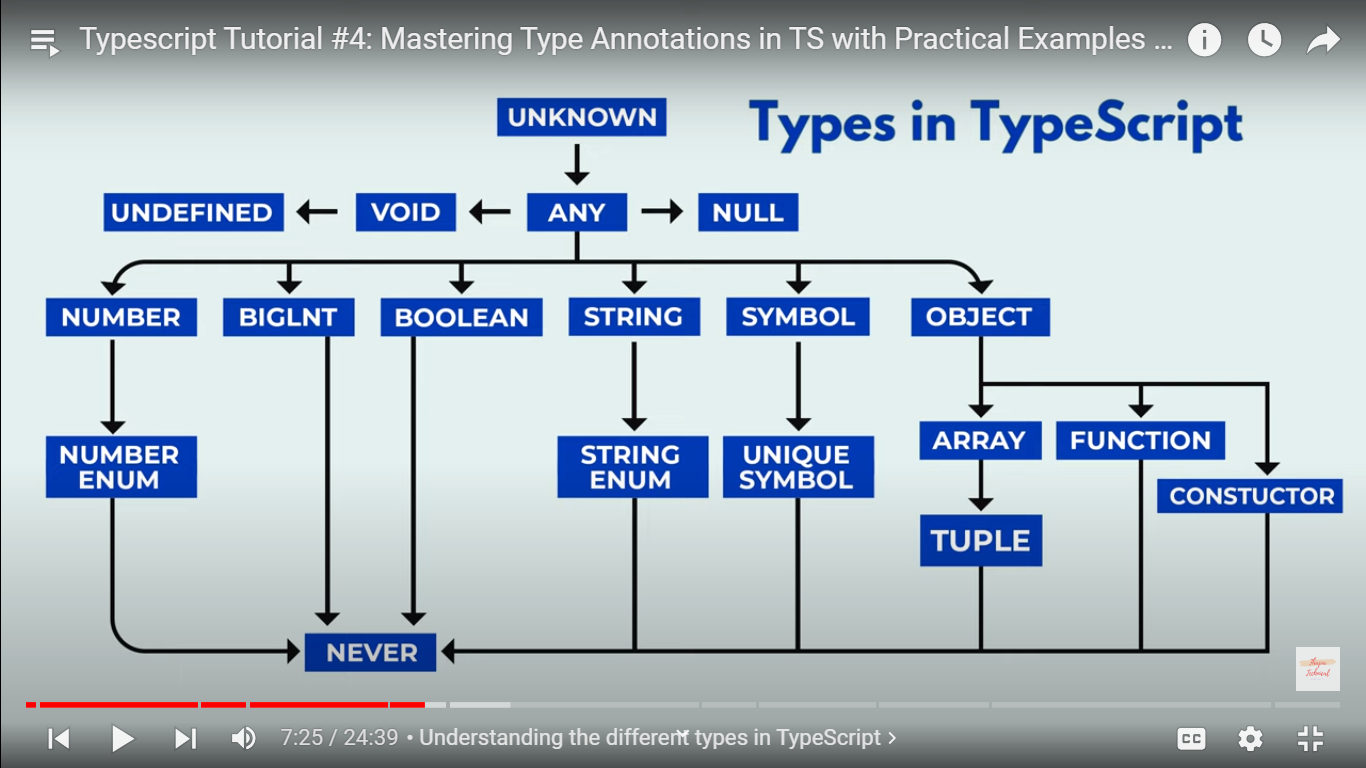 Typescript Tutorial #4: Mastering Type Annotations in TS with Practical Examples ...
UNKNOWN
Types in TypeScript
UNDEFINED
VOID
ANY
NULL
NUMBER
BIGLNT
BOOLEAN
STRING
SYMBOL
OBJECT
NUMBER
ENUM
STRING
ENUM
UNIQUE
SYMBOL
ARRAY
FUNCTION
CONSTUCTOR
TUPLE
NEVER
7:25 / 24:39 • Understanding the different types in TypeScript
CC